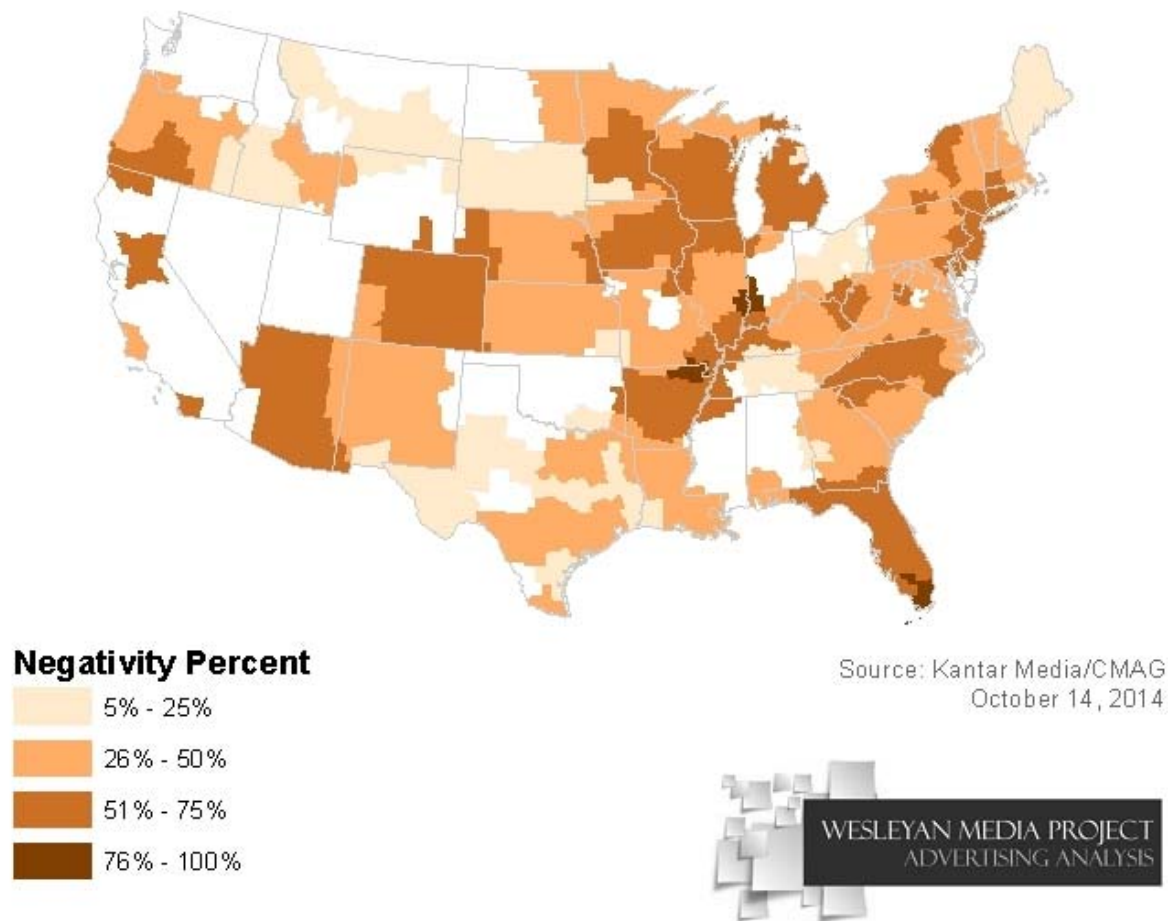 Negativity Percent
5% - 25%
26% - 50%
51% - 75%
76% - 100%
Source: Kantar Media/CMAG
October 14, 2014
WESLEYAN MEDIA PROJECT
ADVERTISING ANALYSIS